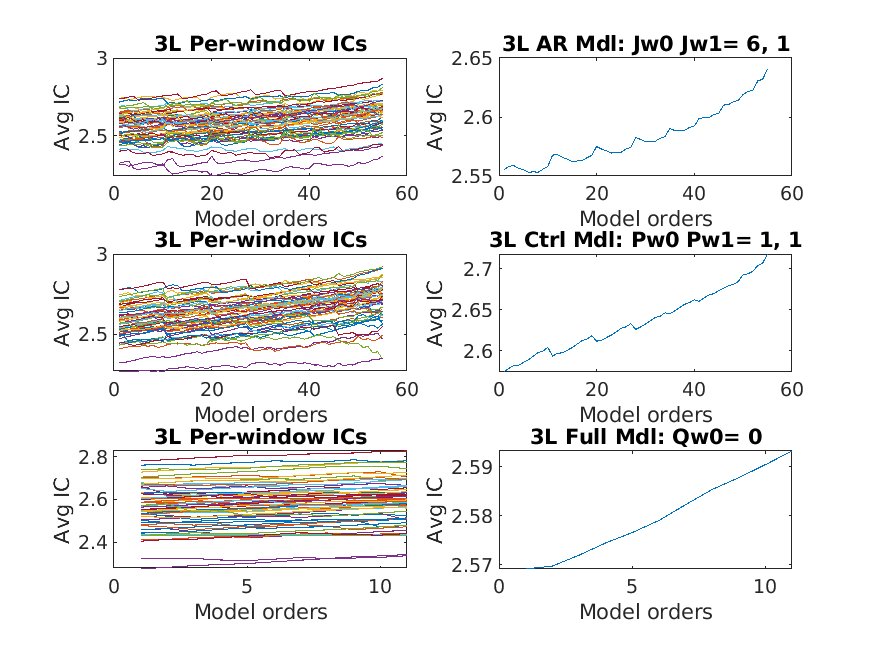 3L Per-window ICs
3
2.5
Avg IC
0 20 40 60
Model orders
3L AR Mdl: Jw0 Jw1= 6, 1
2.65
2.6
2.55
Avg IC
0 20 40 60
Model orders
3L Per-window ICs
3
2.5
Avg IC
0 20 40 60
Model orders
3L Ctrl Mdl: Pw0 Pw1= 1, 1
2.7
2.65
2.6
Avg IC
0 20 40 60
Model orders
3L Per-window ICs
2.8
2.6
2.4
Avg IC
0 5 10
Model orders
3L Full Mdl: Qw0= 0
2.59
2.58
2.57
Avg IC
0 5 10
Model orders